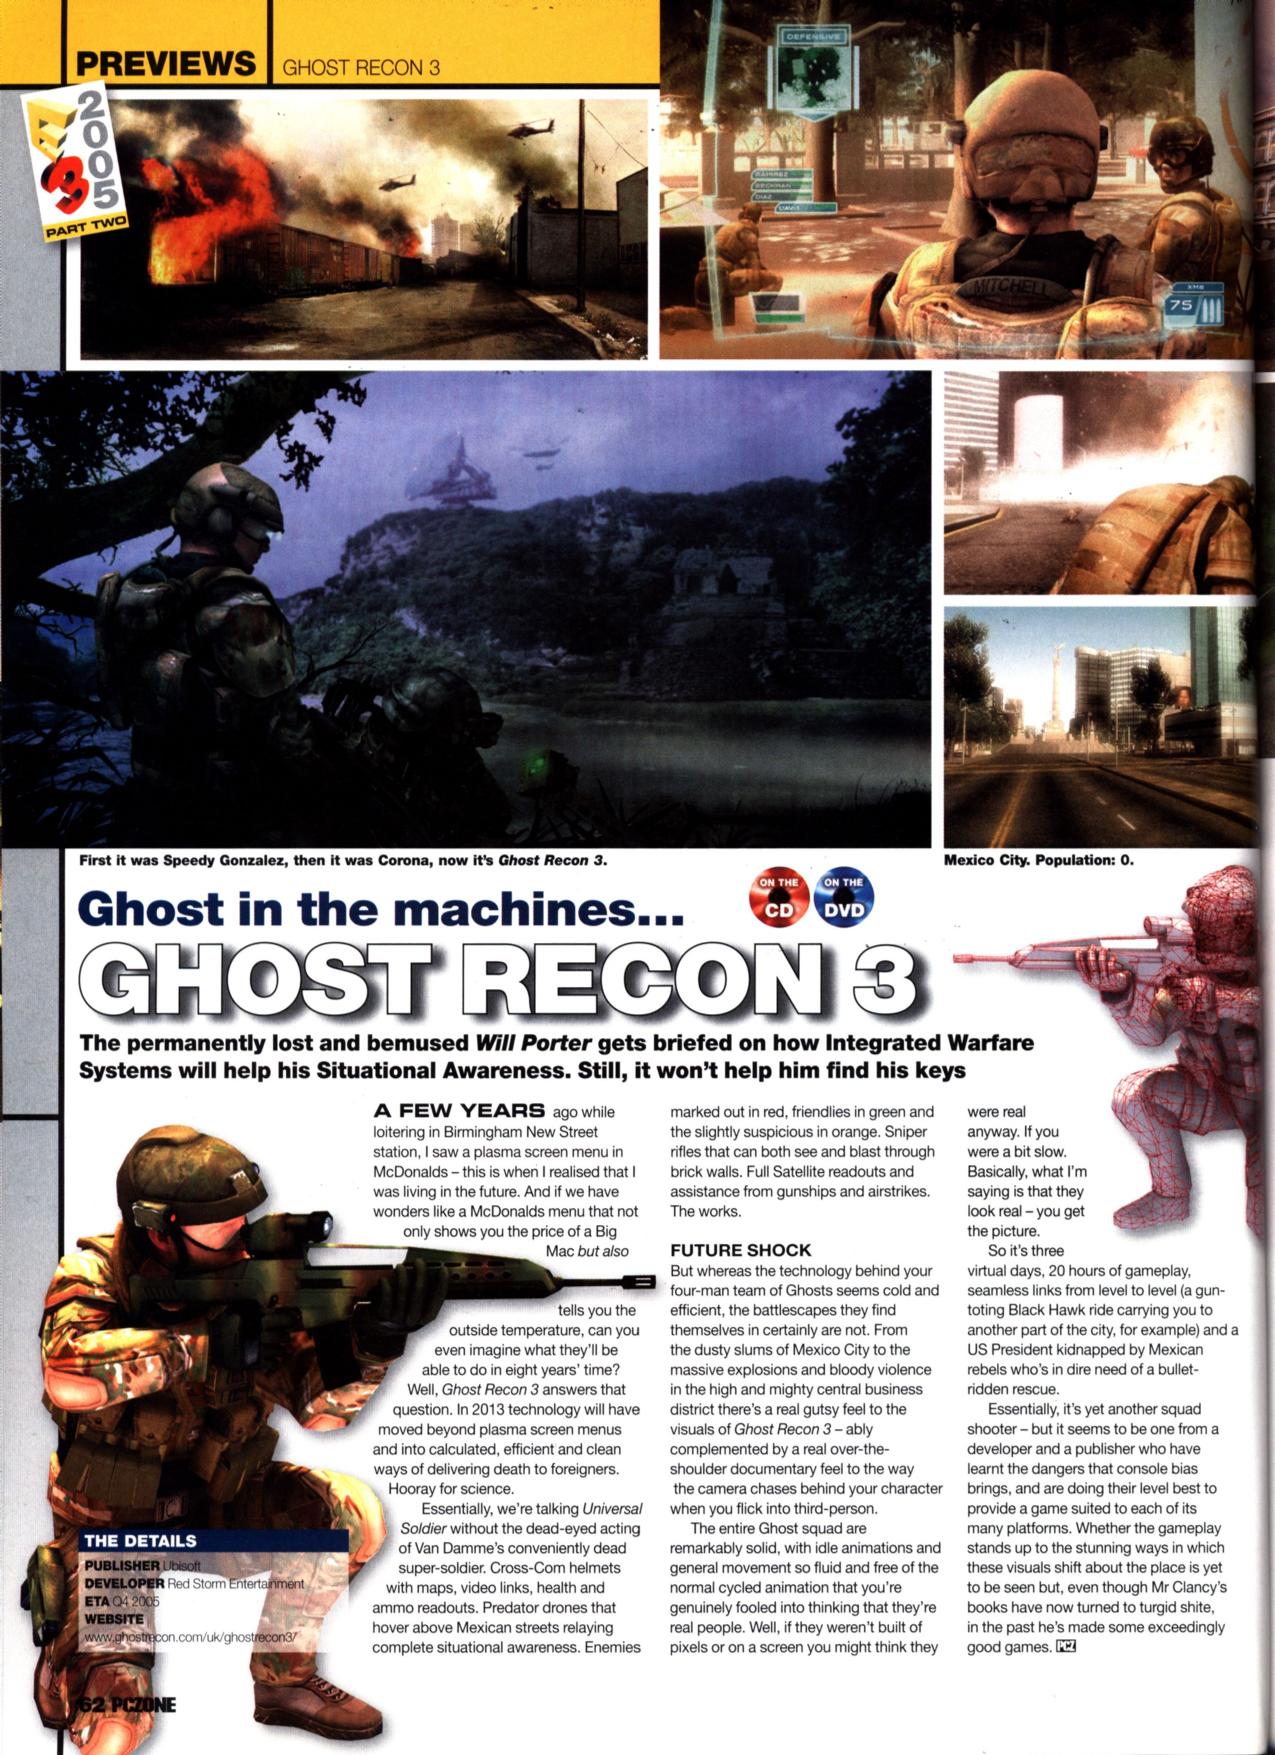 PREVIEWS GHOST RECON 3
E3
2005
PART TWO
DEFENSIVE
RAMIREZ
BECKMAN
DIAZ
DAVIS
MITCHELL
XM8
75
First it was Speedy Gonzalez, then it was Corona, now it's Ghost Recon 3.
Mexico City. Population: 0.
Ghost in the machines...
ON THE
CD
ON THE
DVD
GHOST RECON 3
The permanently lost and bemused Will Porter gets briefed on how Integrated Warfare
Systems will help his Situational Awareness. Still, it won't help him find his keys
A FEW YEARS ago while
loitering in Birmingham New Street
station, I saw a plasma screen menu in
McDonalds – this is when I realised that I
was living in the future. And if we have
wonders like a McDonalds menu that not
only shows you the price of a Big
Mac but also
tells you the
outside temperature, can you
even imagine what they'll be
able to do in eight years' time?
Well, Ghost Recon 3 answers that
question. In 2013 technology will have
moved beyond plasma screen menus
and into calculated, efficient and clean
ways of delivering death to foreigners.
Hooray for science.
Essentially, we're talking Universal
Soldier without the dead-eyed acting
of Van Damme's conveniently dead
super-soldier. Cross-Com helmets
with maps, video links, health and
ammo readouts. Predator drones that
hover above Mexican streets relaying
complete situational awareness. Enemies
marked out in red, friendlies in green and
the slightly suspicious in orange. Sniper
rifles that can both see and blast through
brick walls. Full Satellite readouts and
assistance from gunships and airstrikes.
The works.
FUTURE SHOCK
But whereas the technology behind your
four-man team of Ghosts seems cold and
efficient, the battlescapes they find
themselves in certainly are not. From
the dusty slums of Mexico City to the
massive explosions and bloody violence
in the high and mighty central business
district there's a real gutsy feel to the
visuals of Ghost Recon 3 – ably
complemented by a real over-the-
shoulder documentary feel to the way
the camera chases behind your character
when you flick into third-person.
The entire Ghost squad are
remarkably solid, with idle animations and
general movement so fluid and free of the
normal cycled animation that you're
genuinely fooled into thinking that they're
real people. Well, if they weren't built of
pixels or on a screen you might think they
were real
anyway. If you
were a bit slow.
Basically, what I'm
saying is that they
look real – you get
the picture.
So it's three
virtual days, 20 hours of gameplay,
seamless links from level to level (a gun-
toting Black Hawk ride carrying you to
another part of the city, for example) and a
US President kidnapped by Mexican
rebels who's in dire need of a bullet-
ridden rescue.
Essentially, it's yet another squad
shooter – but it seems to be one from a
developer and a publisher who have
learnt the dangers that console bias
brings, and are doing their level best to
provide a game suited to each of its
many platforms. Whether the gameplay
stands up to the stunning ways in which
these visuals shift about the place is yet
to be seen but, even though Mr Clancy's
books have now turned to turgid shite,
in the past he's made some exceedingly
good games. PCZ
THE DETAILS
PUBLISHER Ubisoft
DEVELOPER Red Storm Entertainment
ETA Q4 2005
WEBSITE
www.ghostrecon.com/uk/ghostrecon3/
62 PCZONE